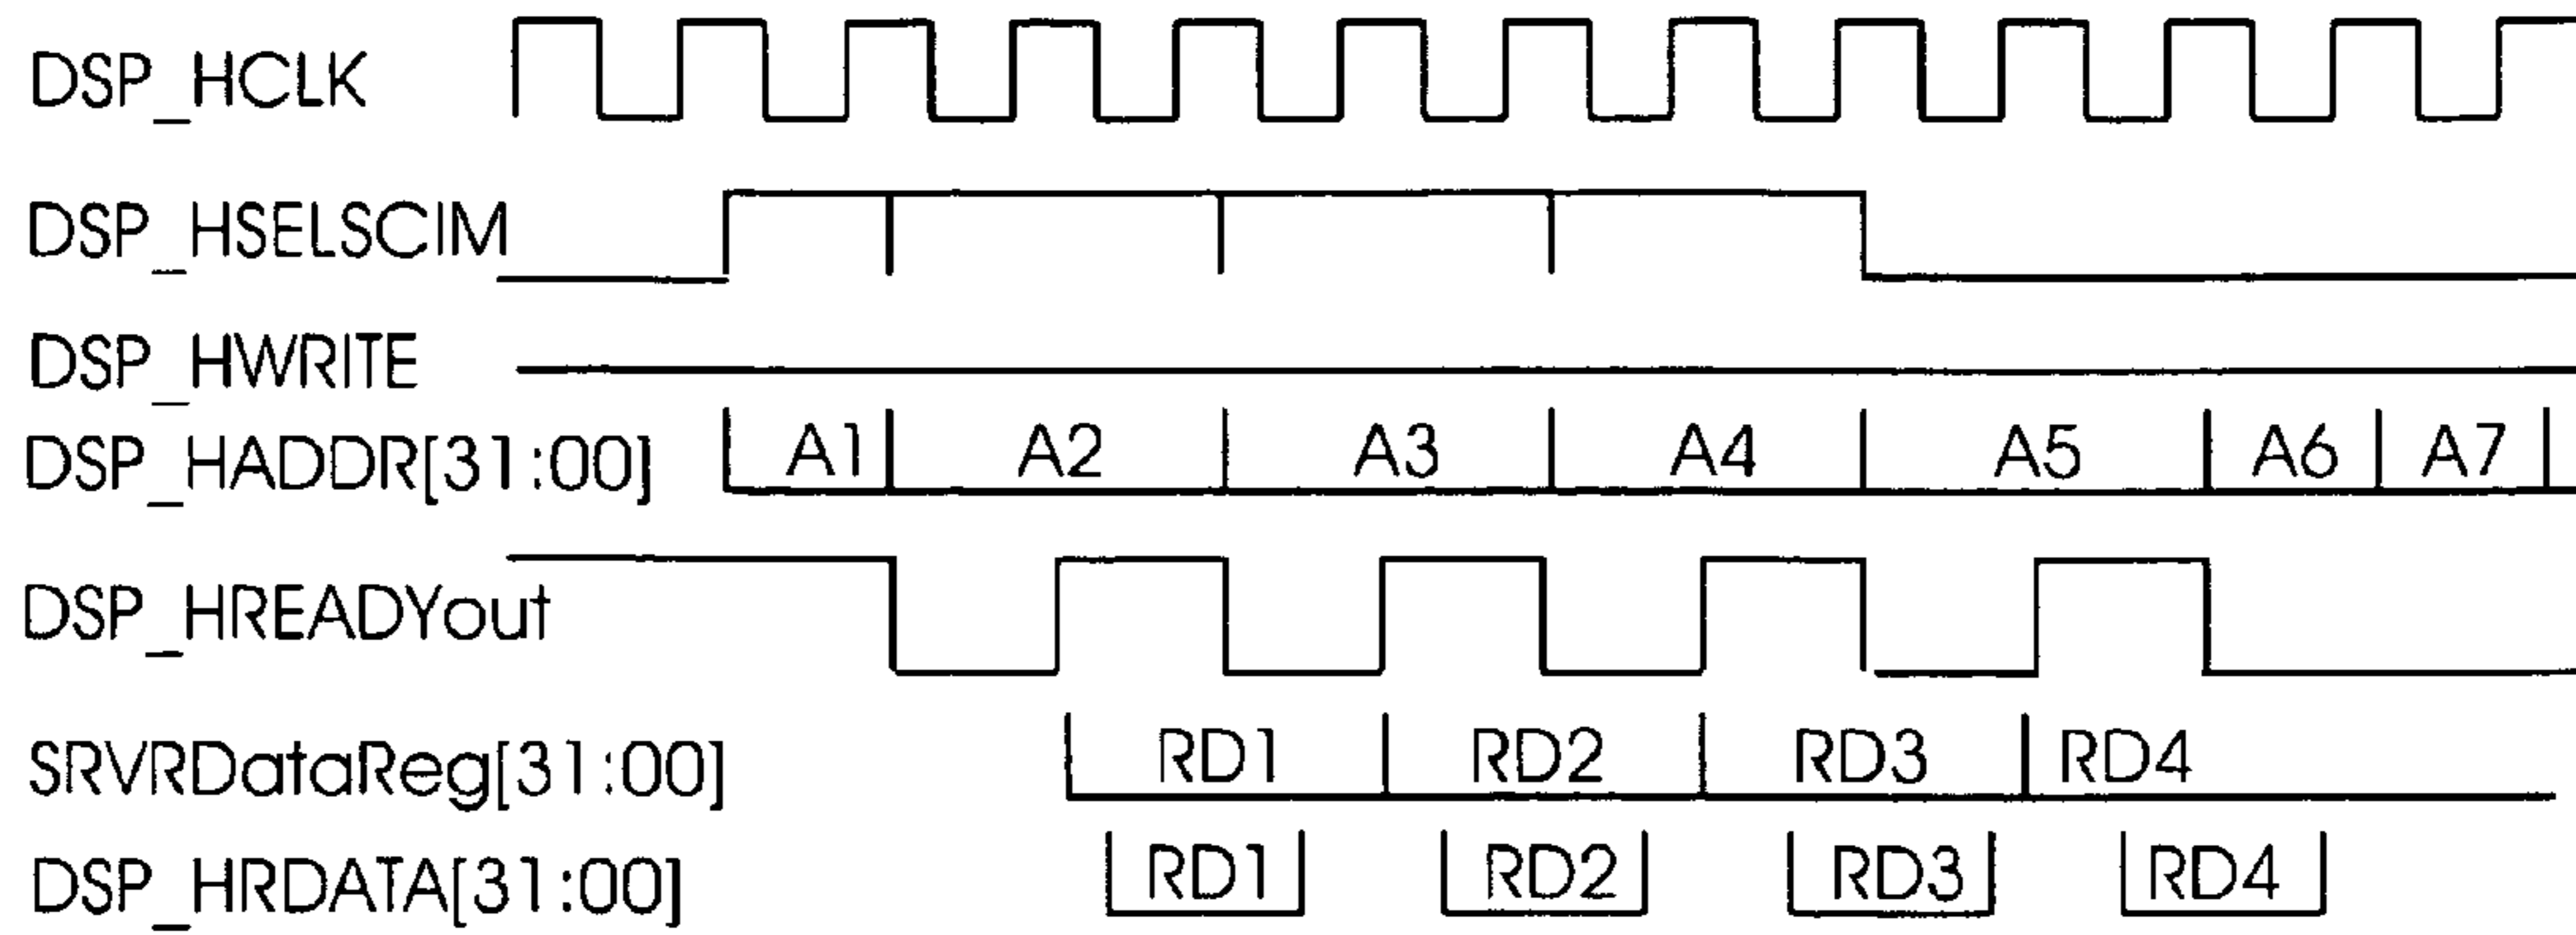 DSP_HCLK
DSP_HSELSCIM
DSP_HWRITE
DSP_HADDR[31:00] A1 A2 A3 A4 A5 A6 A7
DSP_HREADYout
SRVRDataReg[31:00] RD1 RD2 RD3 RD4
DSP_HRDATA[31:00] RD1 RD2 RD3 RD4